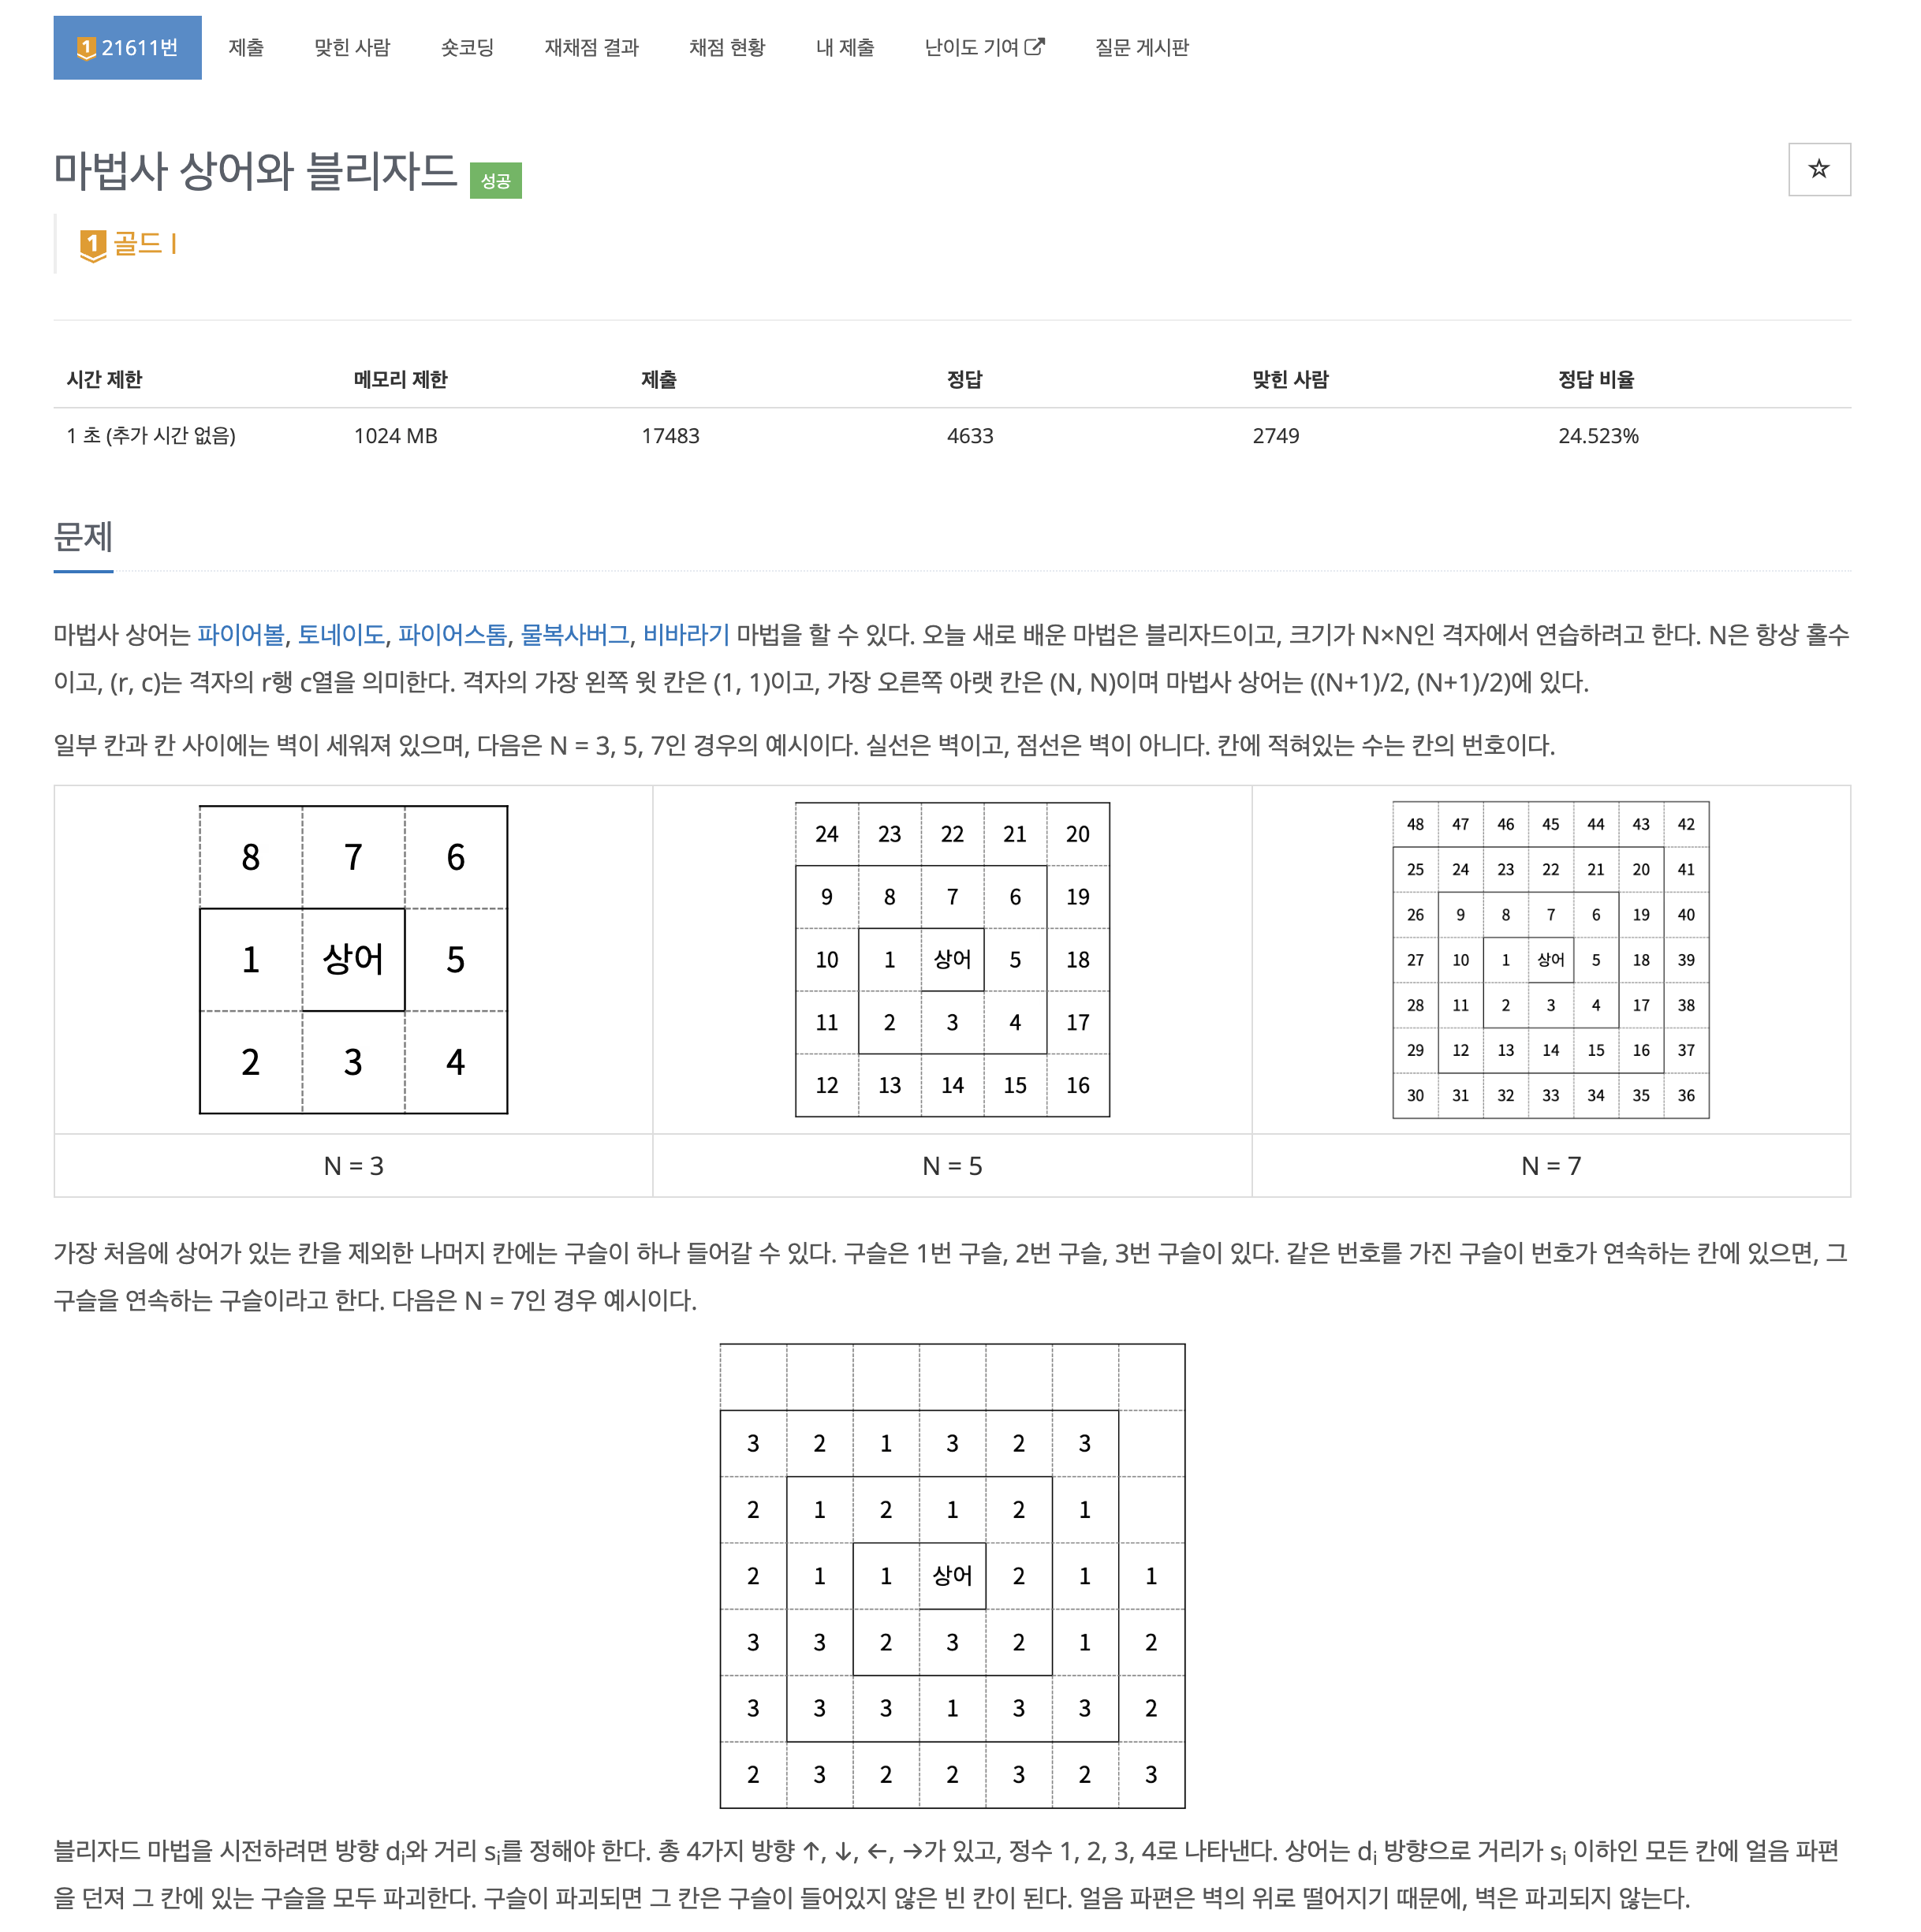 1 21611번 제출 맞힌 사람 숏코딩 재채점 결과 채점 현황 내 제출 난이도 기여 질문 게시판
마법사 상어와 블리자드 성공
☆
1 골드 I
시간 제한 메모리 제한 제출 정답 맞힌 사람 정답 비율
1 초 (추가 시간 없음) 1024 MB 17483 4633 2749 24.523%
문제
마법사 상어는 파이어볼, 토네이도, 파이어스톰, 물복사버그, 비바라기 마법을 할 수 있다. 오늘 새로 배운 마법은 블리자드이고, 크기가 N×N인 격자에서 연습하려고 한다. N은 항상 홀수
이고, (r, c)는 격자의 r행 c열을 의미한다. 격자의 가장 왼쪽 윗 칸은 (1, 1)이고, 가장 오른쪽 아랫 칸은 (N, N)이며 마법사 상어는 ((N+1)/2, (N+1)/2)에 있다.
일부 칸과 칸 사이에는 벽이 세워져 있으며, 다음은 N = 3, 5, 7인 경우의 예시이다. 실선은 벽이고, 점선은 벽이 아니다. 칸에 적혀있는 수는 칸의 번호이다.
8 7 6
1 상어 5
2 3 4
24 23 22 21 20
9 8 7 6 19
10 1 상어 5 18
11 2 3 4 17
12 13 14 15 16
48 47 46 45 44 43 42
25 24 23 22 21 20 41
26 9 8 7 6 19 40
27 10 1 상어 5 18 39
28 11 2 3 4 17 38
29 12 13 14 15 16 37
30 31 32 33 34 35 36
N = 3 N = 5 N = 7
가장 처음에 상어가 있는 칸을 제외한 나머지 칸에는 구슬이 하나 들어갈 수 있다. 구슬은 1번 구슬, 2번 구슬, 3번 구슬이 있다. 같은 번호를 가진 구슬이 번호가 연속하는 칸에 있으면, 그
구슬을 연속하는 구슬이라고 한다. 다음은 N = 7인 경우 예시이다.
3 2 1 3 2 3
2 1 2 1 2 1
2 1 1 상어 2 1 1
3 3 2 3 2 1 2
3 3 3 1 3 3 2
2 3 2 2 3 2 3
블리자드 마법을 시전하려면 방향 di와 거리 si를 정해야 한다. 총 4가지 방향 ↑, ↓, ←, →가 있고, 정수 1, 2, 3, 4로 나타낸다. 상어는 di 방향으로 거리가 si 이하인 모든 칸에 얼음 파편
을 던져 그 칸에 있는 구슬을 모두 파괴한다. 구슬이 파괴되면 그 칸은 구슬이 들어있지 않은 빈 칸이 된다. 얼음 파편은 벽의 위로 떨어지기 때문에, 벽은 파괴되지 않는다.